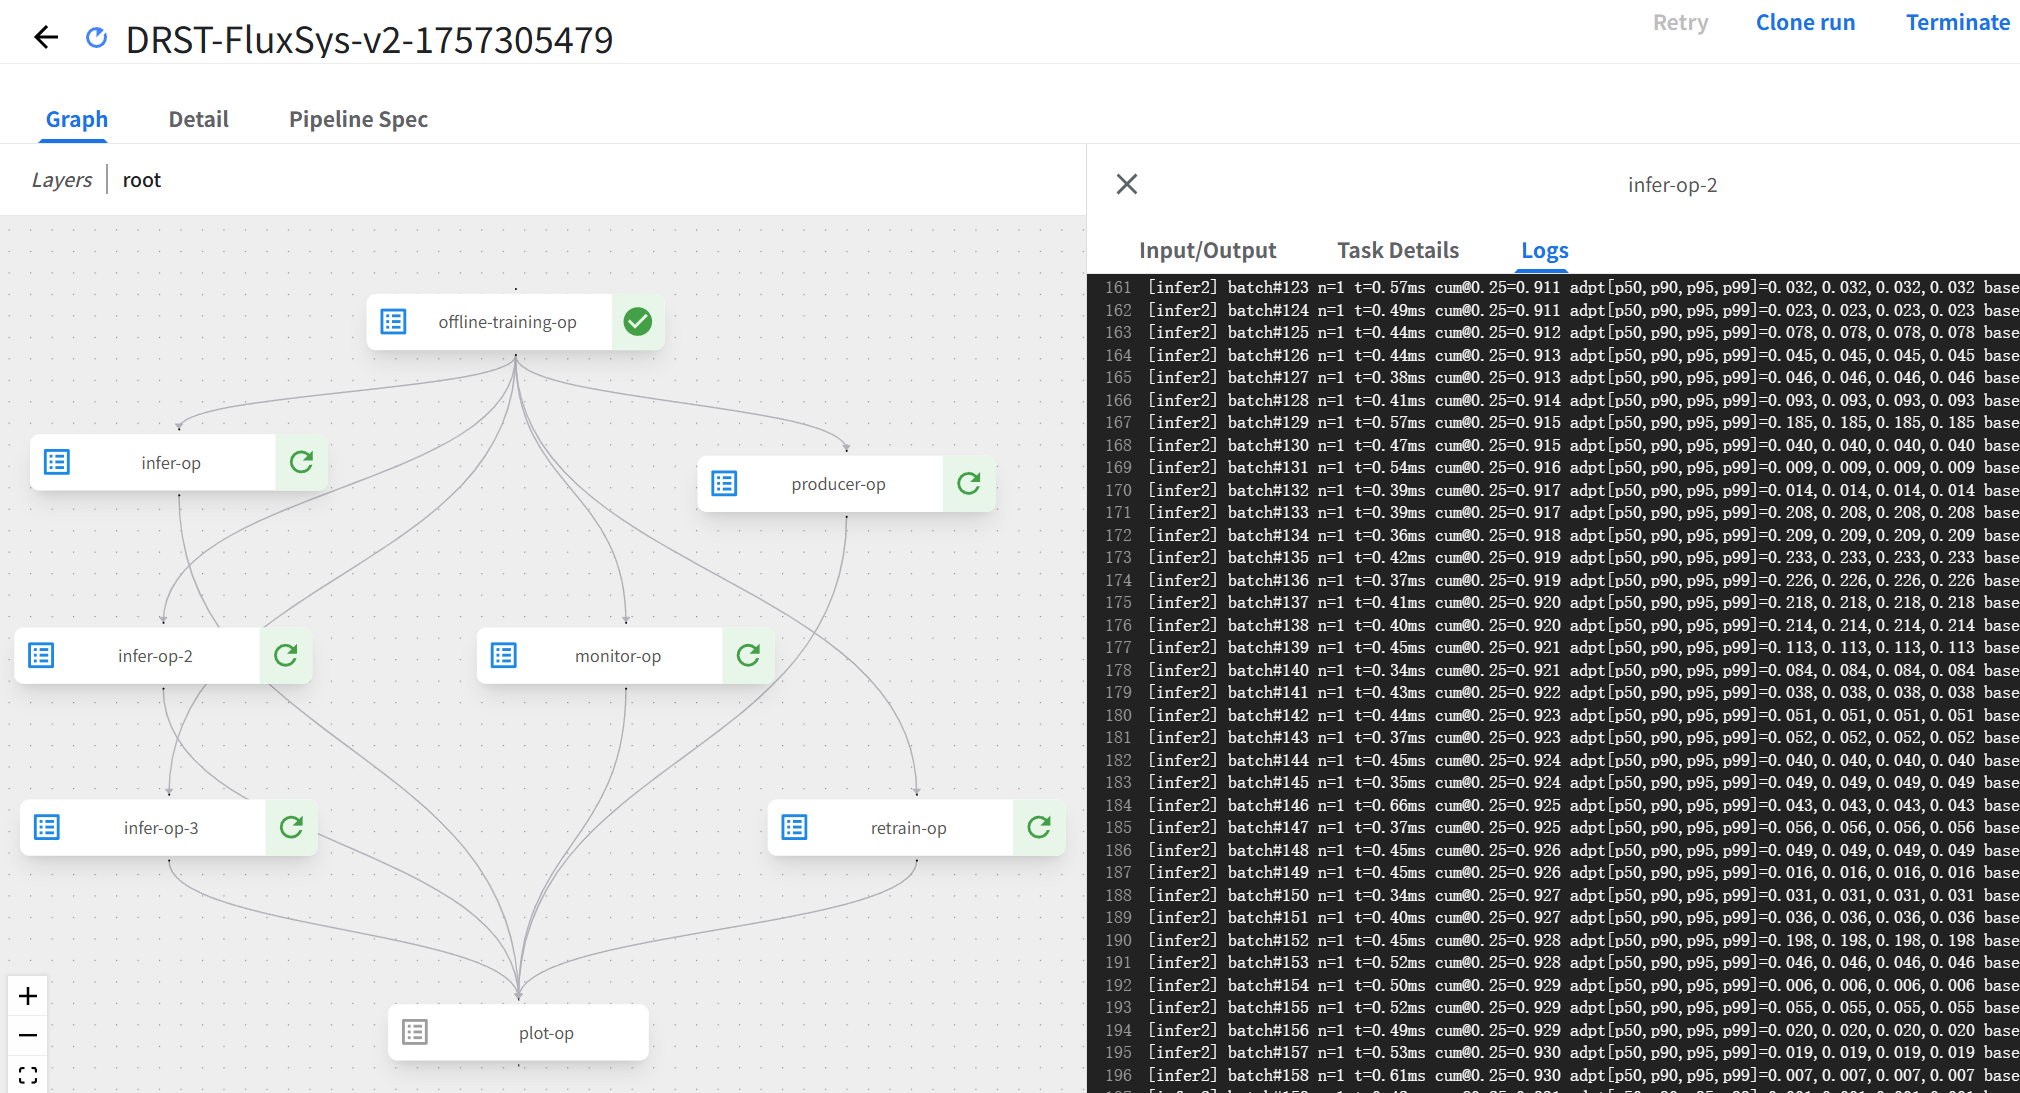 DRST-FluxSys-v2-1757305479
Retry
Clone run
Terminate
Graph
Detail
Pipeline Spec
Layers
root
offline-training-op
infer-op
producer-op
infer-op-2
monitor-op
infer-op-3
retrain-op
plot-op
infer-op-2
Input/Output
Task Details
Logs
161 [infer2] batch#123 n=1 t=0.57ms cum@0.25=0.911 adpt[p50,p90,p95,p99]=0.032,0.032,0.032,0.032 base
162 [infer2] batch#124 n=1 t=0.49ms cum@0.25=0.911 adpt[p50,p90,p95,p99]=0.023,0.023,0.023,0.023 base
163 [infer2] batch#125 n=1 t=0.44ms cum@0.25=0.912 adpt[p50,p90,p95,p99]=0.078,0.078,0.078,0.078 base
164 [infer2] batch#126 n=1 t=0.44ms cum@0.25=0.913 adpt[p50,p90,p95,p99]=0.045,0.045,0.045,0.045 base
165 [infer2] batch#127 n=1 t=0.38ms cum@0.25=0.913 adpt[p50,p90,p95,p99]=0.046,0.046,0.046,0.046 base
166 [infer2] batch#128 n=1 t=0.41ms cum@0.25=0.914 adpt[p50,p90,p95,p99]=0.093,0.093,0.093,0.093 base
167 [infer2] batch#129 n=1 t=0.57ms cum@0.25=0.915 adpt[p50,p90,p95,p99]=0.185,0.185,0.185,0.185 base
168 [infer2] batch#130 n=1 t=0.47ms cum@0.25=0.915 adpt[p50,p90,p95,p99]=0.040,0.040,0.040,0.040 base
169 [infer2] batch#131 n=1 t=0.54ms cum@0.25=0.916 adpt[p50,p90,p95,p99]=0.009,0.009,0.009,0.009 base
170 [infer2] batch#132 n=1 t=0.39ms cum@0.25=0.917 adpt[p50,p90,p95,p99]=0.014,0.014,0.014,0.014 base
171 [infer2] batch#133 n=1 t=0.39ms cum@0.25=0.917 adpt[p50,p90,p95,p99]=0.208,0.208,0.208,0.208 base
172 [infer2] batch#134 n=1 t=0.36ms cum@0.25=0.918 adpt[p50,p90,p95,p99]=0.209,0.209,0.209,0.209 base
173 [infer2] batch#135 n=1 t=0.42ms cum@0.25=0.919 adpt[p50,p90,p95,p99]=0.233,0.233,0.233,0.233 base
174 [infer2] batch#136 n=1 t=0.37ms cum@0.25=0.919 adpt[p50,p90,p95,p99]=0.226,0.226,0.226,0.226 base
175 [infer2] batch#137 n=1 t=0.41ms cum@0.25=0.920 adpt[p50,p90,p95,p99]=0.218,0.218,0.218,0.218 base
176 [infer2] batch#138 n=1 t=0.40ms cum@0.25=0.920 adpt[p50,p90,p95,p99]=0.214,0.214,0.214,0.214 base
177 [infer2] batch#139 n=1 t=0.45ms cum@0.25=0.921 adpt[p50,p90,p95,p99]=0.113,0.113,0.113,0.113 base
178 [infer2] batch#140 n=1 t=0.34ms cum@0.25=0.921 adpt[p50,p90,p95,p99]=0.084,0.084,0.084,0.084 base
179 [infer2] batch#141 n=1 t=0.43ms cum@0.25=0.922 adpt[p50,p90,p95,p99]=0.038,0.038,0.038,0.038 base
180 [infer2] batch#142 n=1 t=0.44ms cum@0.25=0.923 adpt[p50,p90,p95,p99]=0.051,0.051,0.051,0.051 base
181 [infer2] batch#143 n=1 t=0.37ms cum@0.25=0.923 adpt[p50,p90,p95,p99]=0.052,0.052,0.052,0.052 base
182 [infer2] batch#144 n=1 t=0.45ms cum@0.25=0.924 adpt[p50,p90,p95,p99]=0.040,0.040,0.040,0.040 base
183 [infer2] batch#145 n=1 t=0.35ms cum@0.25=0.924 adpt[p50,p90,p95,p99]=0.049,0.049,0.049,0.049 base
184 [infer2] batch#146 n=1 t=0.66ms cum@0.25=0.925 adpt[p50,p90,p95,p99]=0.043,0.043,0.043,0.043 base
185 [infer2] batch#147 n=1 t=0.37ms cum@0.25=0.925 adpt[p50,p90,p95,p99]=0.056,0.056,0.056,0.056 base
186 [infer2] batch#148 n=1 t=0.45ms cum@0.25=0.926 adpt[p50,p90,p95,p99]=0.049,0.049,0.049,0.049 base
187 [infer2] batch#149 n=1 t=0.45ms cum@0.25=0.926 adpt[p50,p90,p95,p99]=0.016,0.016,0.016,0.016 base
188 [infer2] batch#150 n=1 t=0.34ms cum@0.25=0.927 adpt[p50,p90,p95,p99]=0.031,0.031,0.031,0.031 base
189 [infer2] batch#151 n=1 t=0.40ms cum@0.25=0.927 adpt[p50,p90,p95,p99]=0.036,0.036,0.036,0.036 base
190 [infer2] batch#152 n=1 t=0.45ms cum@0.25=0.928 adpt[p50,p90,p95,p99]=0.198,0.198,0.198,0.198 base
191 [infer2] batch#153 n=1 t=0.52ms cum@0.25=0.928 adpt[p50,p90,p95,p99]=0.046,0.046,0.046,0.046 base
192 [infer2] batch#154 n=1 t=0.50ms cum@0.25=0.929 adpt[p50,p90,p95,p99]=0.006,0.006,0.006,0.006 base
193 [infer2] batch#155 n=1 t=0.52ms cum@0.25=0.929 adpt[p50,p90,p95,p99]=0.055,0.055,0.055,0.055 base
194 [infer2] batch#156 n=1 t=0.49ms cum@0.25=0.929 adpt[p50,p90,p95,p99]=0.020,0.020,0.020,0.020 base
195 [infer2] batch#157 n=1 t=0.53ms cum@0.25=0.930 adpt[p50,p90,p95,p99]=0.019,0.019,0.019,0.019 base
196 [infer2] batch#158 n=1 t=0.61ms cum@0.25=0.930 adpt[p50,p90,p95,p99]=0.007,0.007,0.007,0.007 base